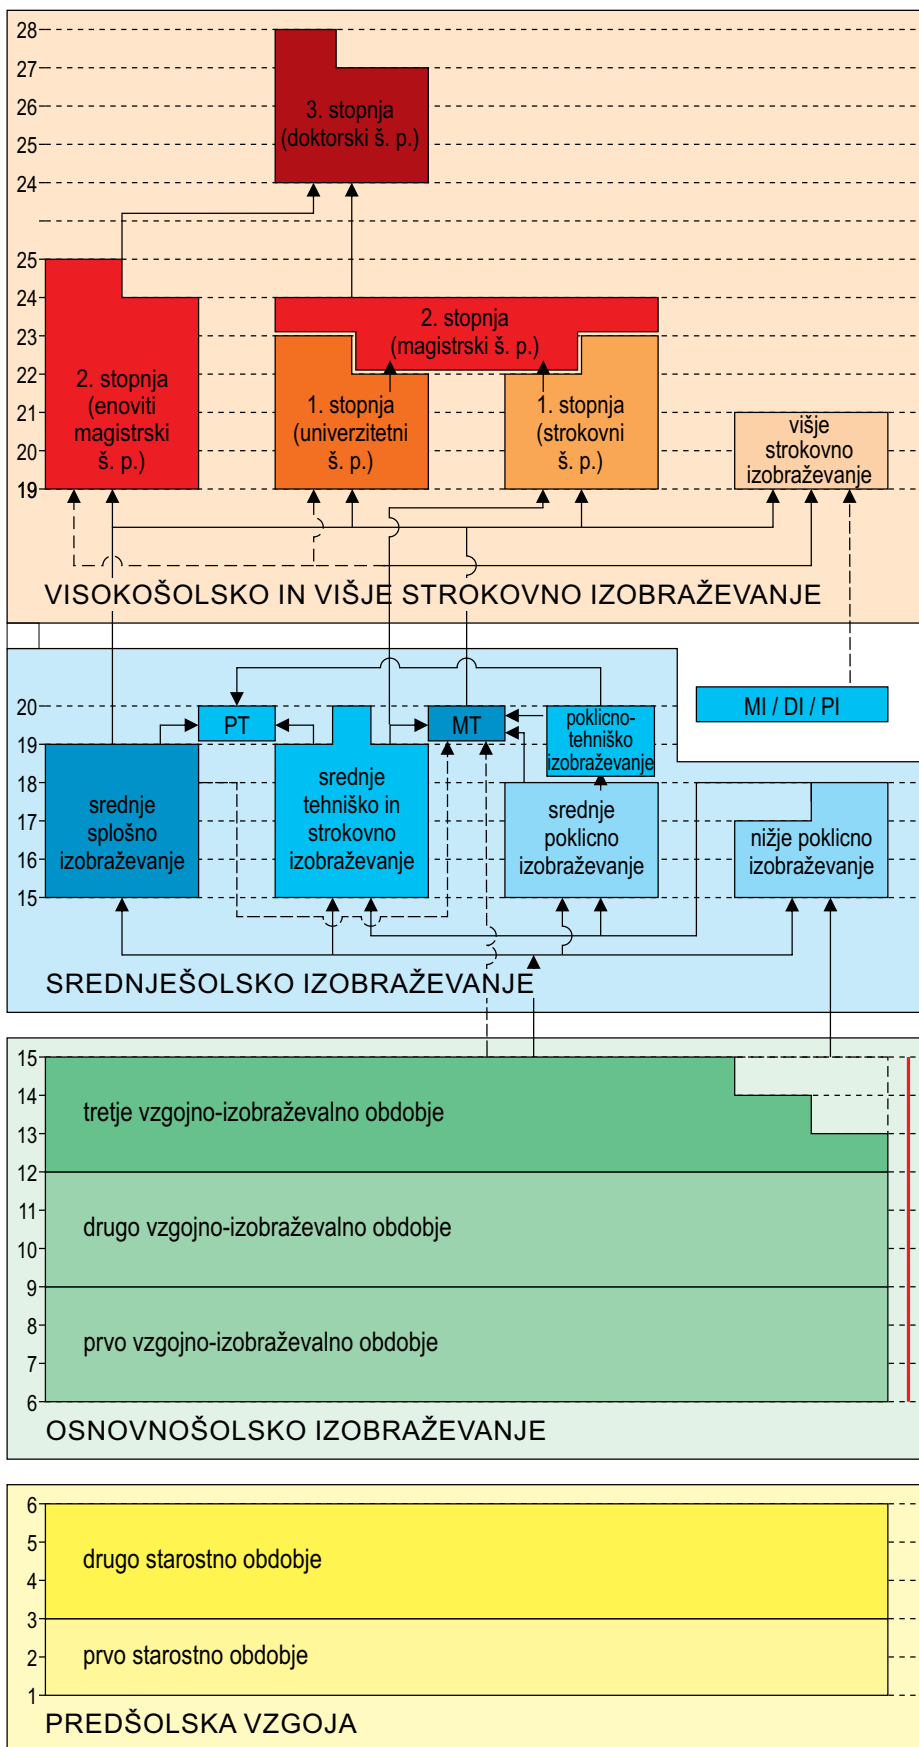 28
27
26
25
24
3. stopnja
(doktorski š. p.)
25
24
23
22
21
20
19
2. stopnja
(enoviti
magistrski
š. p.)
2. stopnja
(magistrski š. p.)
1. stopnja
(univerzitetni
š. p.)
1. stopnja
(strokovni
š. p.)
višje
strokovno
izobraževanje
VISOKOŠOLSKO IN VIŠJE STROKOVNO IZOBRAŽEVANJE
20
19
18
17
16
15
PT
MT
poklicno-
tehniško
izobraževanje
MI / DI / PI
srednje
splošno
izobraževanje
srednje
tehniško in
strokovno
izobraževanje
srednje
poklicno
izobraževanje
nižje poklicno
izobraževanje
SREDNJEŠOLSKO IZOBRAŽEVANJE
15
14
13
12
11
10
9
8
7
6
tretje vzgojno-izobraževalno obdobje
drugo vzgojno-izobraževalno obdobje
prvo vzgojno-izobraževalno obdobje
OSNOVNOŠOLSKO IZOBRAŽEVANJE
6
5
4
3
2
1
drugo starostno obdobje
prvo starostno obdobje
PREDŠOLSKA VZGOJA